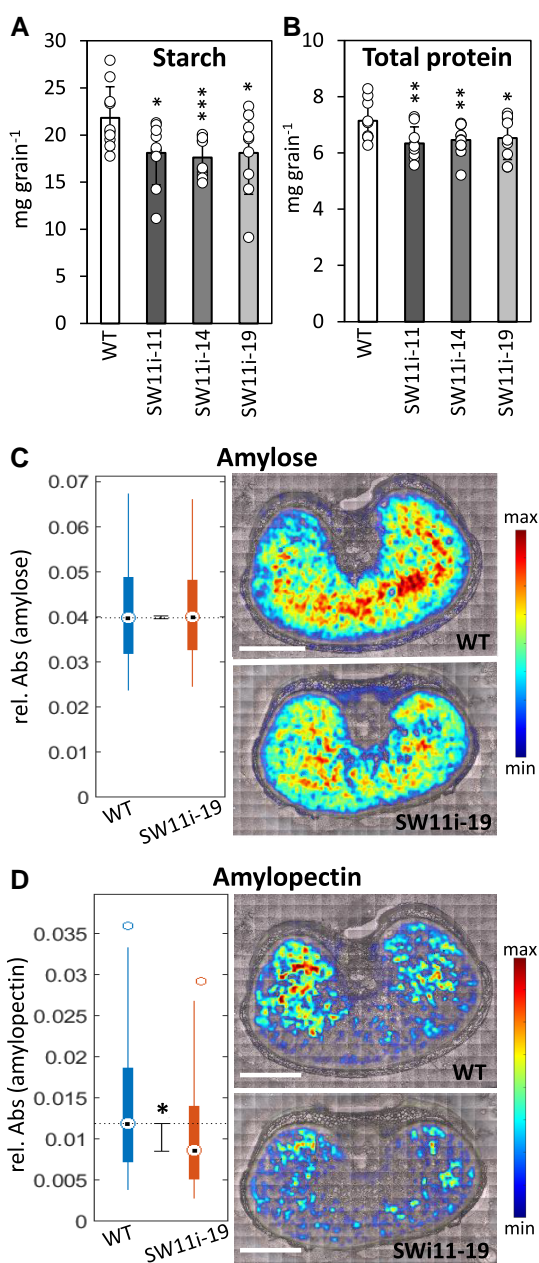 A
Starch
mg grain-1
30
25
20
15
10
5
0
*
***
*
WT
SW11i-11
SW11i-14
SW11i-19
B
Total protein
mg grain-1
10
8
6
4
2
0
**
**
*
WT
SW11i-11
SW11i-14
SW11i-19
C
Amylose
rel. Abs (amylose)
0.07
0.06
0.05
0.04
0.03
0.02
0.01
0
WT
SW11i-19
WT
SW11i-19
max
min
D
Amylopectin
rel. Abs (amylopectin)
0.035
0.03
0.025
0.02
0.015
0.01
0.005
0
*
WT
SW11i-19
WT
SWi11-19
max
min